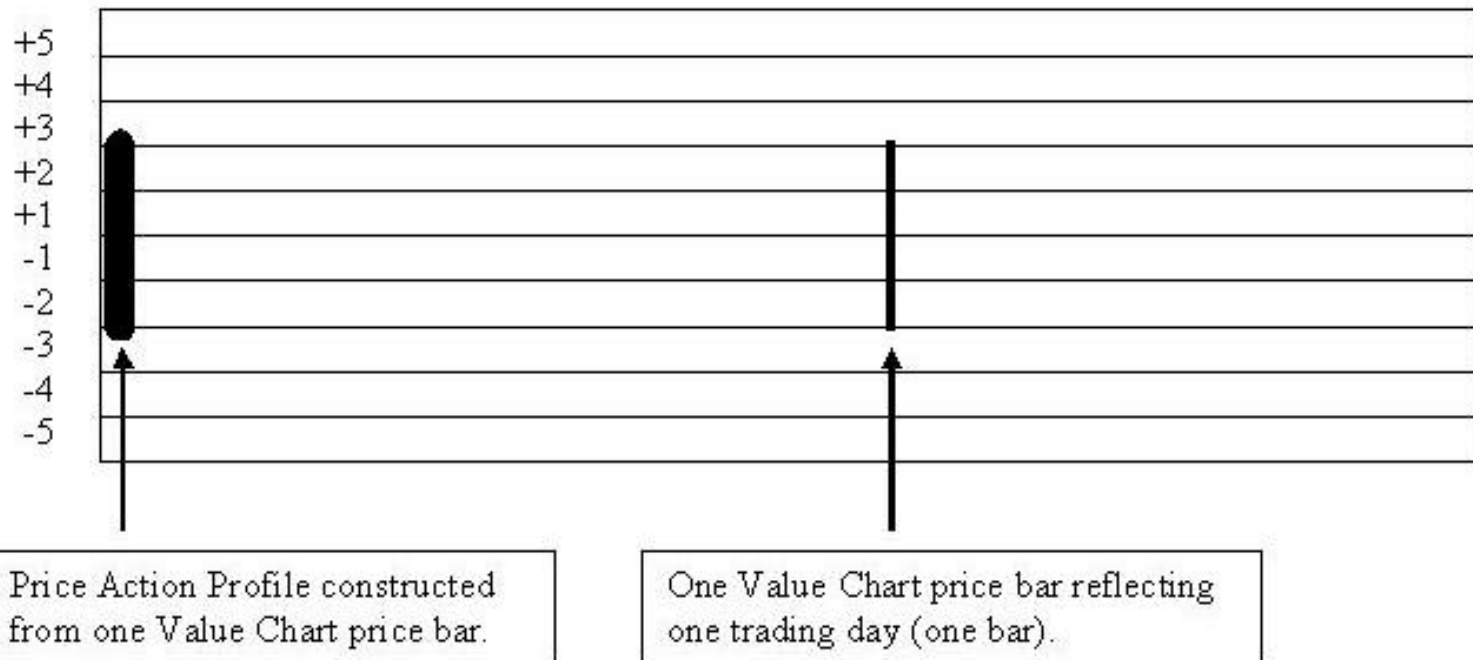 +5
+4
+3
+2
+1
-1
-2
-3
-4
-5
Price Action Profile constructed
from one Value Chart price bar.
One Value Chart price bar reflecting
one trading day (one bar).